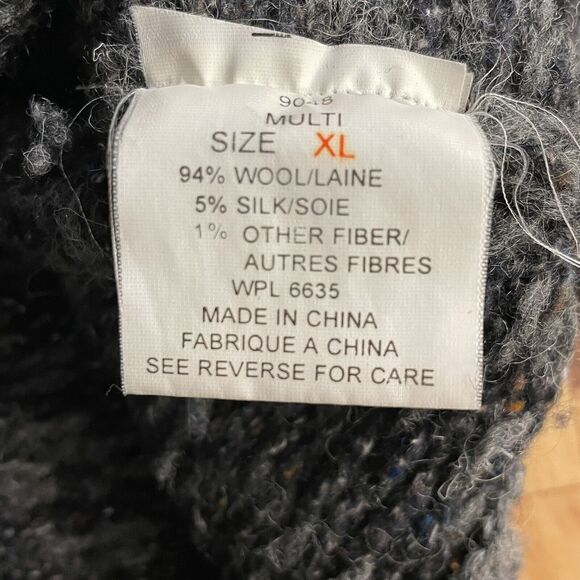 MULTI
SIZE XL
94% WOOL/LAINE
5% SILK/SOIE
1% OTHER FIBER/
AUTRES FIBRES
WPL 6635
MADE IN CHINA
FABRIQUE A CHINA
SEE REVERSE FOR CARE